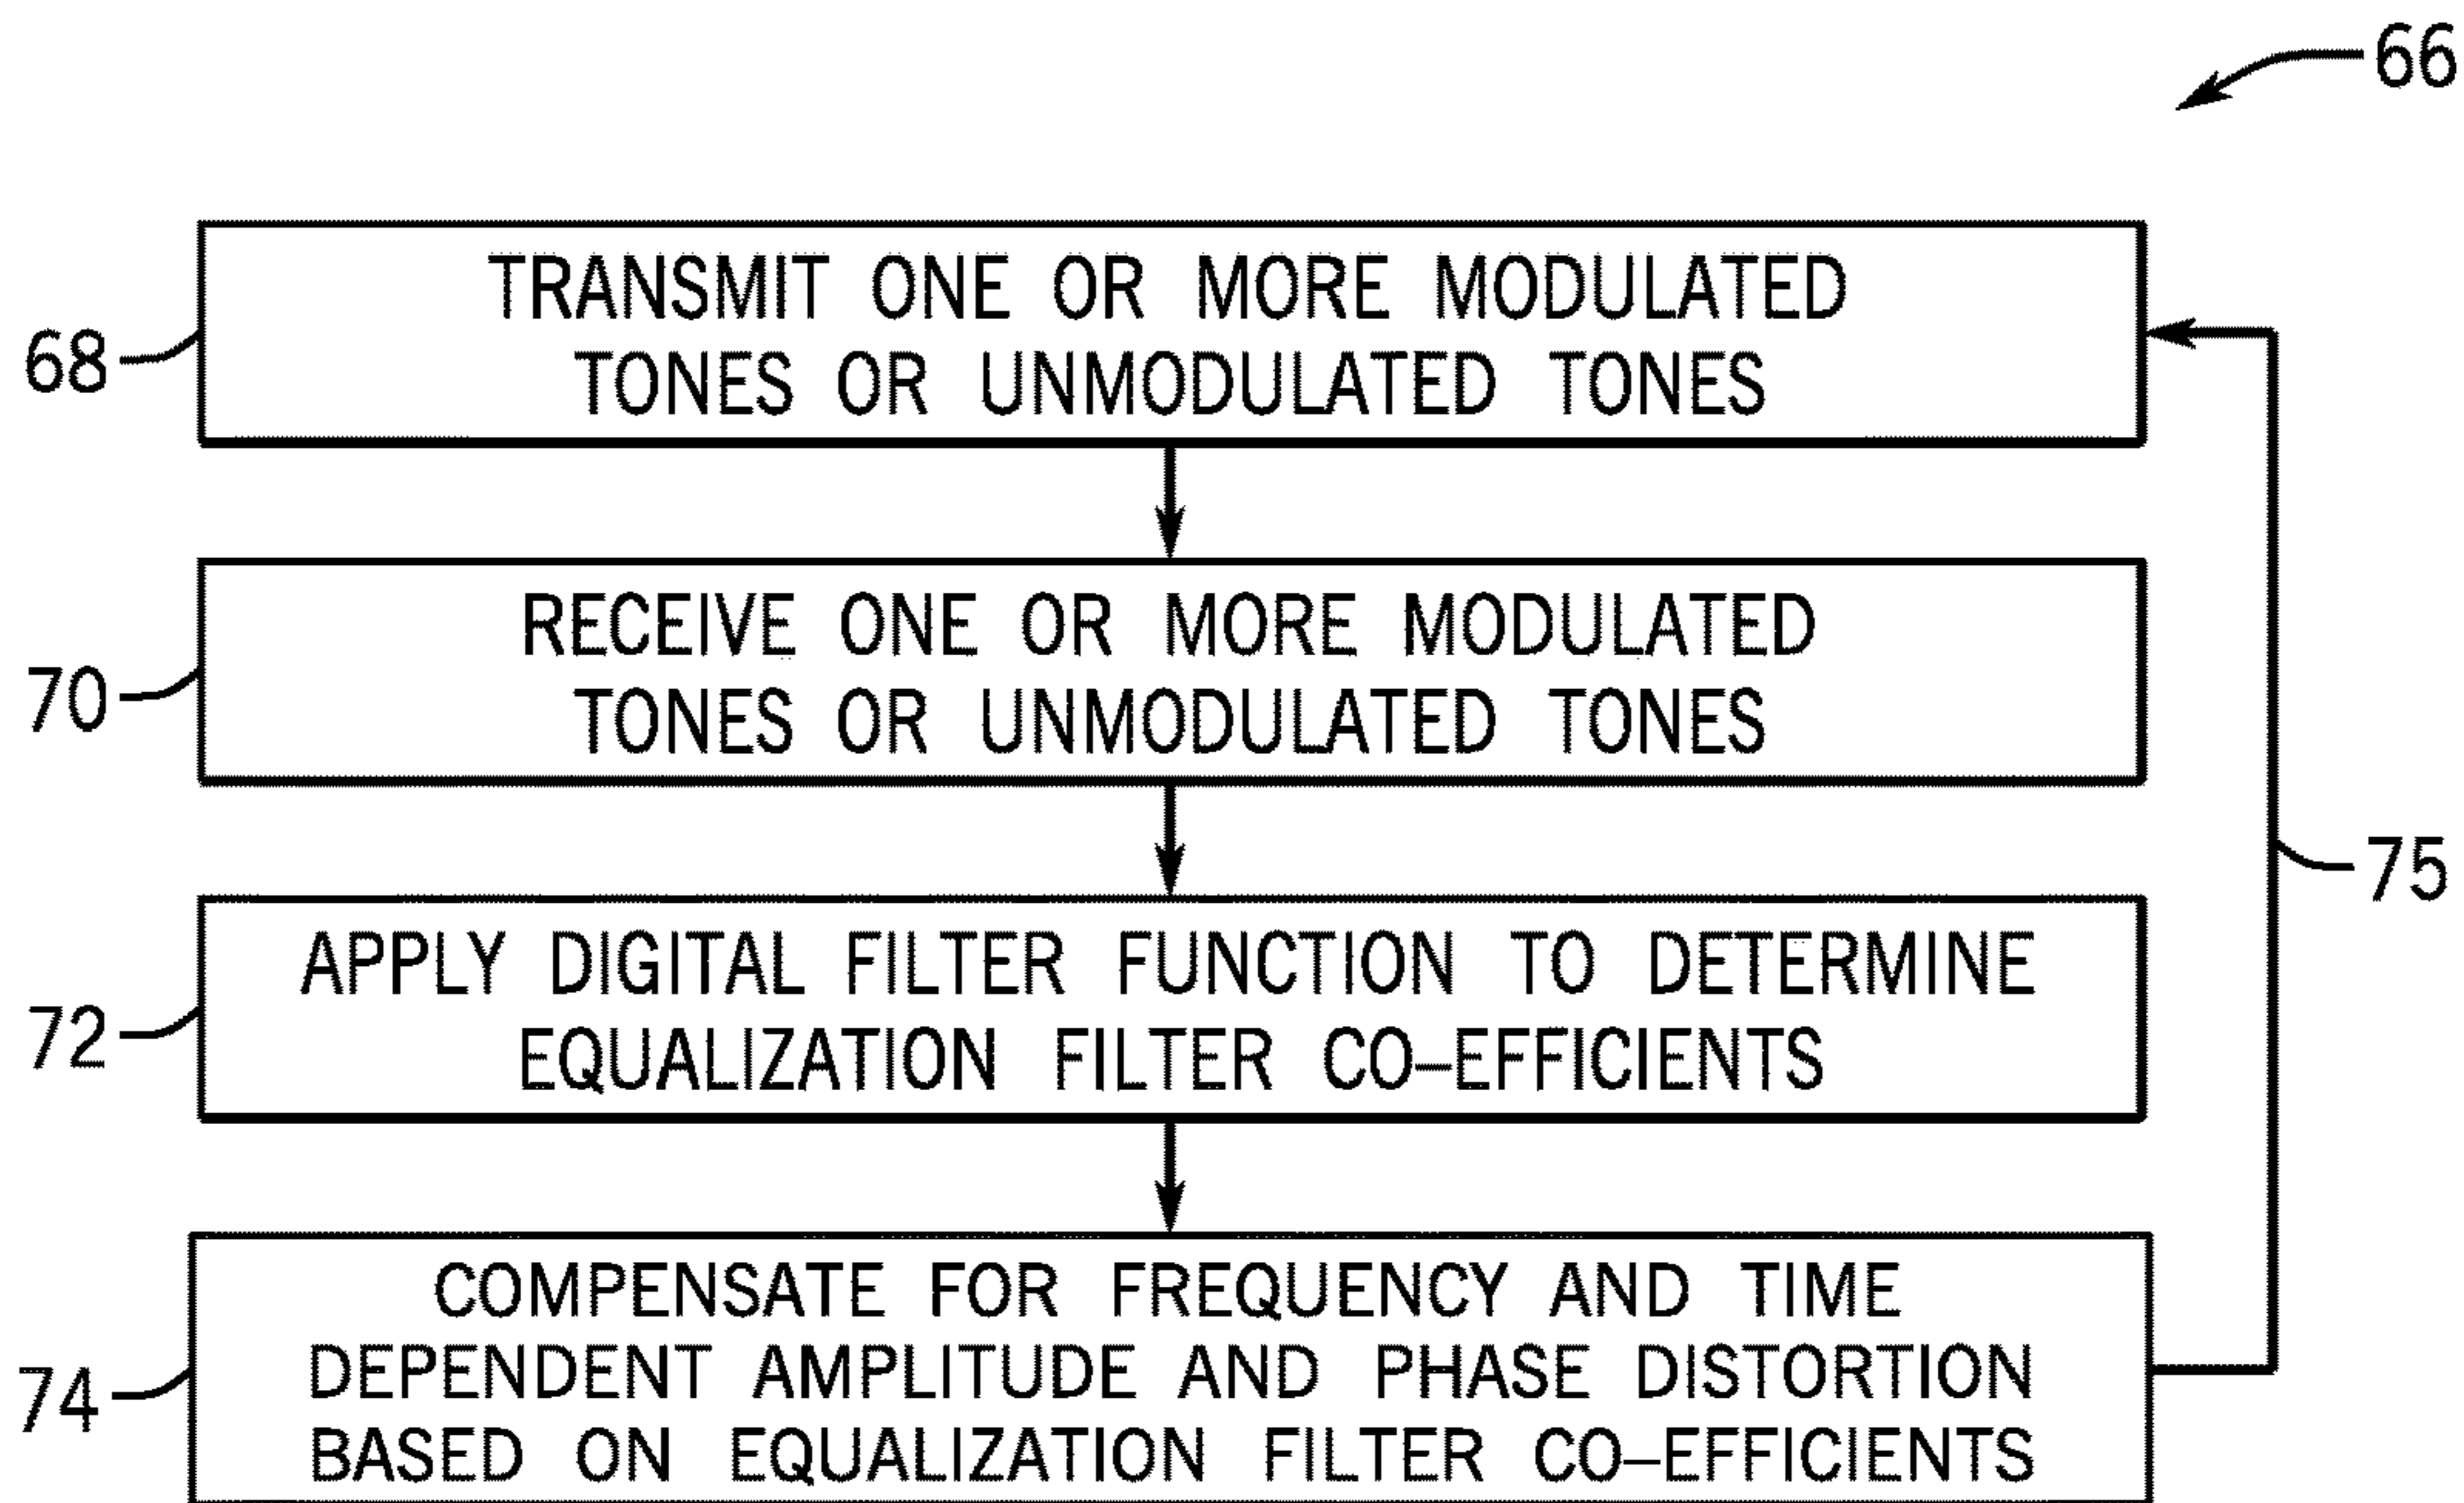 66
TRANSMIT ONE OR MORE MODULATED
TONES OR UNMODULATED TONES
68
RECEIVE ONE OR MORE MODULATED
TONES OR UNMODULATED TONES
70
75
APPLY DIGITAL FILTER FUNCTION TO DETERMINE
EQUALIZATION FILTER CO–EFFICIENTS
72
COMPENSATE FOR FREQUENCY AND TIME
DEPENDENT AMPLITUDE AND PHASE DISTORTION
BASED ON EQUALIZATION FILTER CO–EFFICIENTS
74